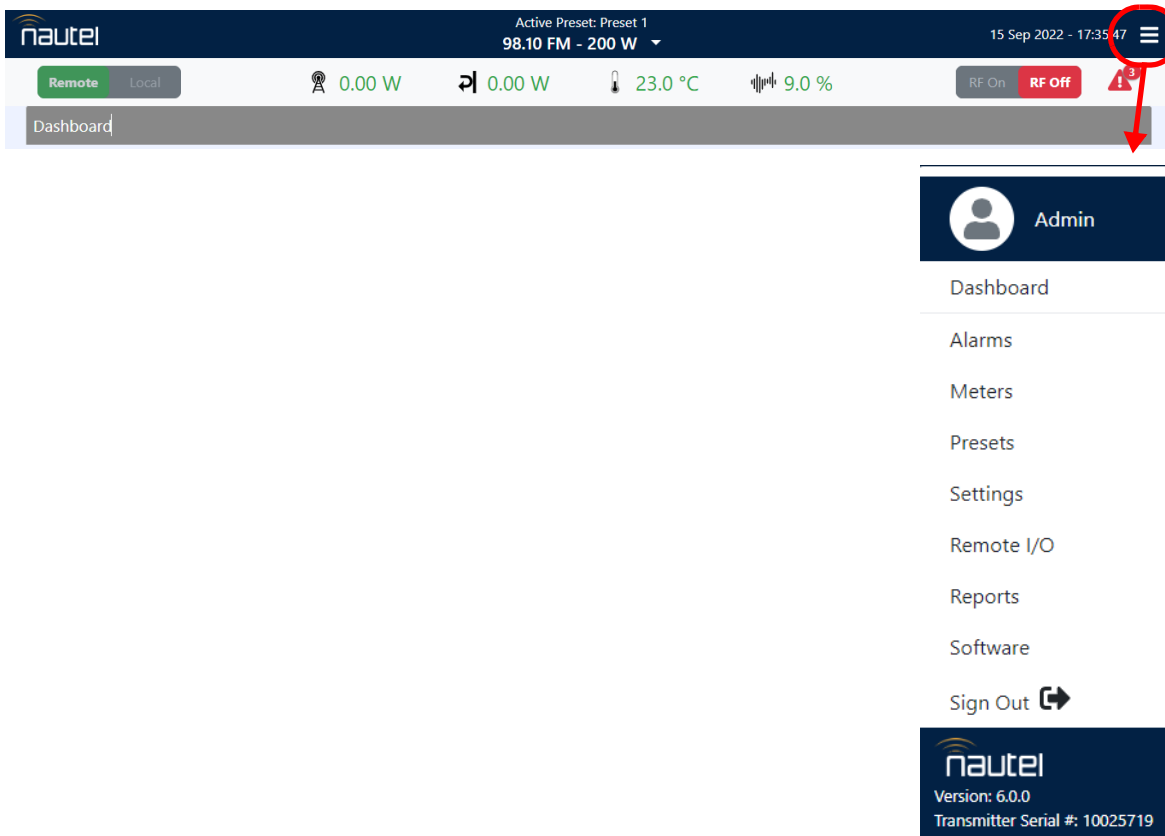 nautel
Active Preset: Preset 1
98.10 FM - 200 W
15 Sep 2022 - 17:35:47
Remote Local
0.00 W
0.00 W
23.0 °C
9.0 %
RF On RF Off
3
Dashboard
Admin
Dashboard
Alarms
Meters
Presets
Settings
Remote I/O
Reports
Software
Sign Out
nautel
Version: 6.0.0
Transmitter Serial #: 10025719